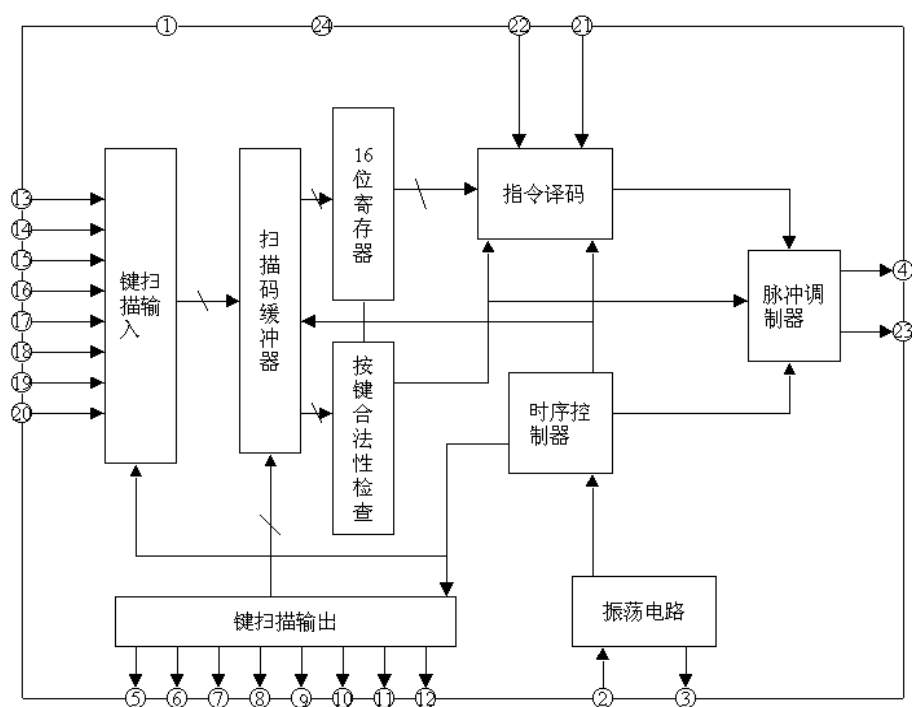 ① ㉔ ㉒ ㉑
⑬
⑭
⑮
⑯
⑰
⑱
⑲
⑳
键扫
描输
入
扫
描
码
缓
冲
器
16
位
寄
存
器
按
键
合
法
性
检
查
指令译码
时序控
制器
脉冲调
制器
④
㉓
键扫描输出
振荡电路
⑤ ⑥ ⑦ ⑧ ⑨ ⑩ ⑪ ⑫ ② ③